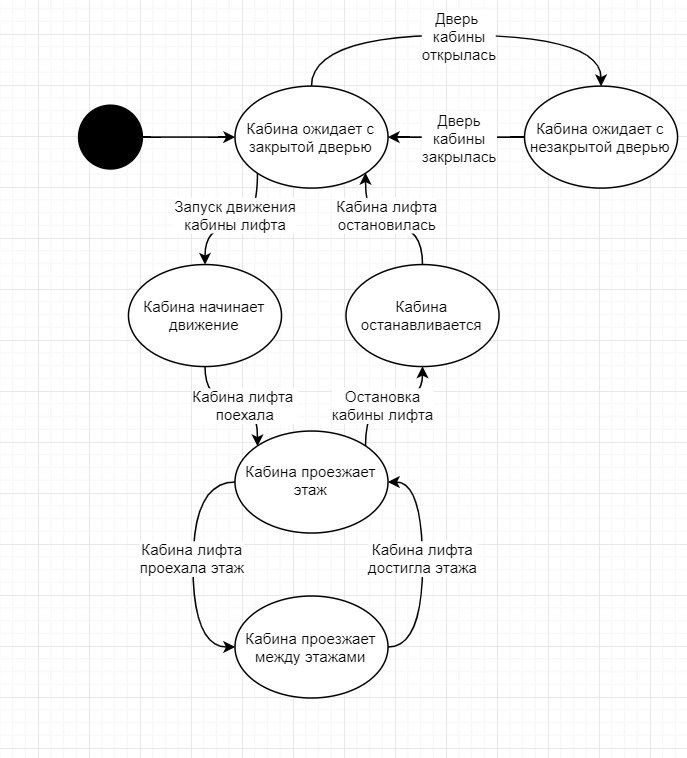 Дверь
кабины
открылась
Кабина ожидает с
закрытой дверью
Дверь
кабины
закрылась
Кабина ожидает с
незакрытой дверью
Запуск движения
кабины лифта
Кабина лифта
остановилась
Кабина начинает
движение
Кабина
останавливается
Кабина лифта
поехала
Остановка
кабины лифта
Кабина проезжает
этаж
Кабина лифта
проехала этаж
Кабина лифта
достигла этажа
Кабина проезжает
между этажами